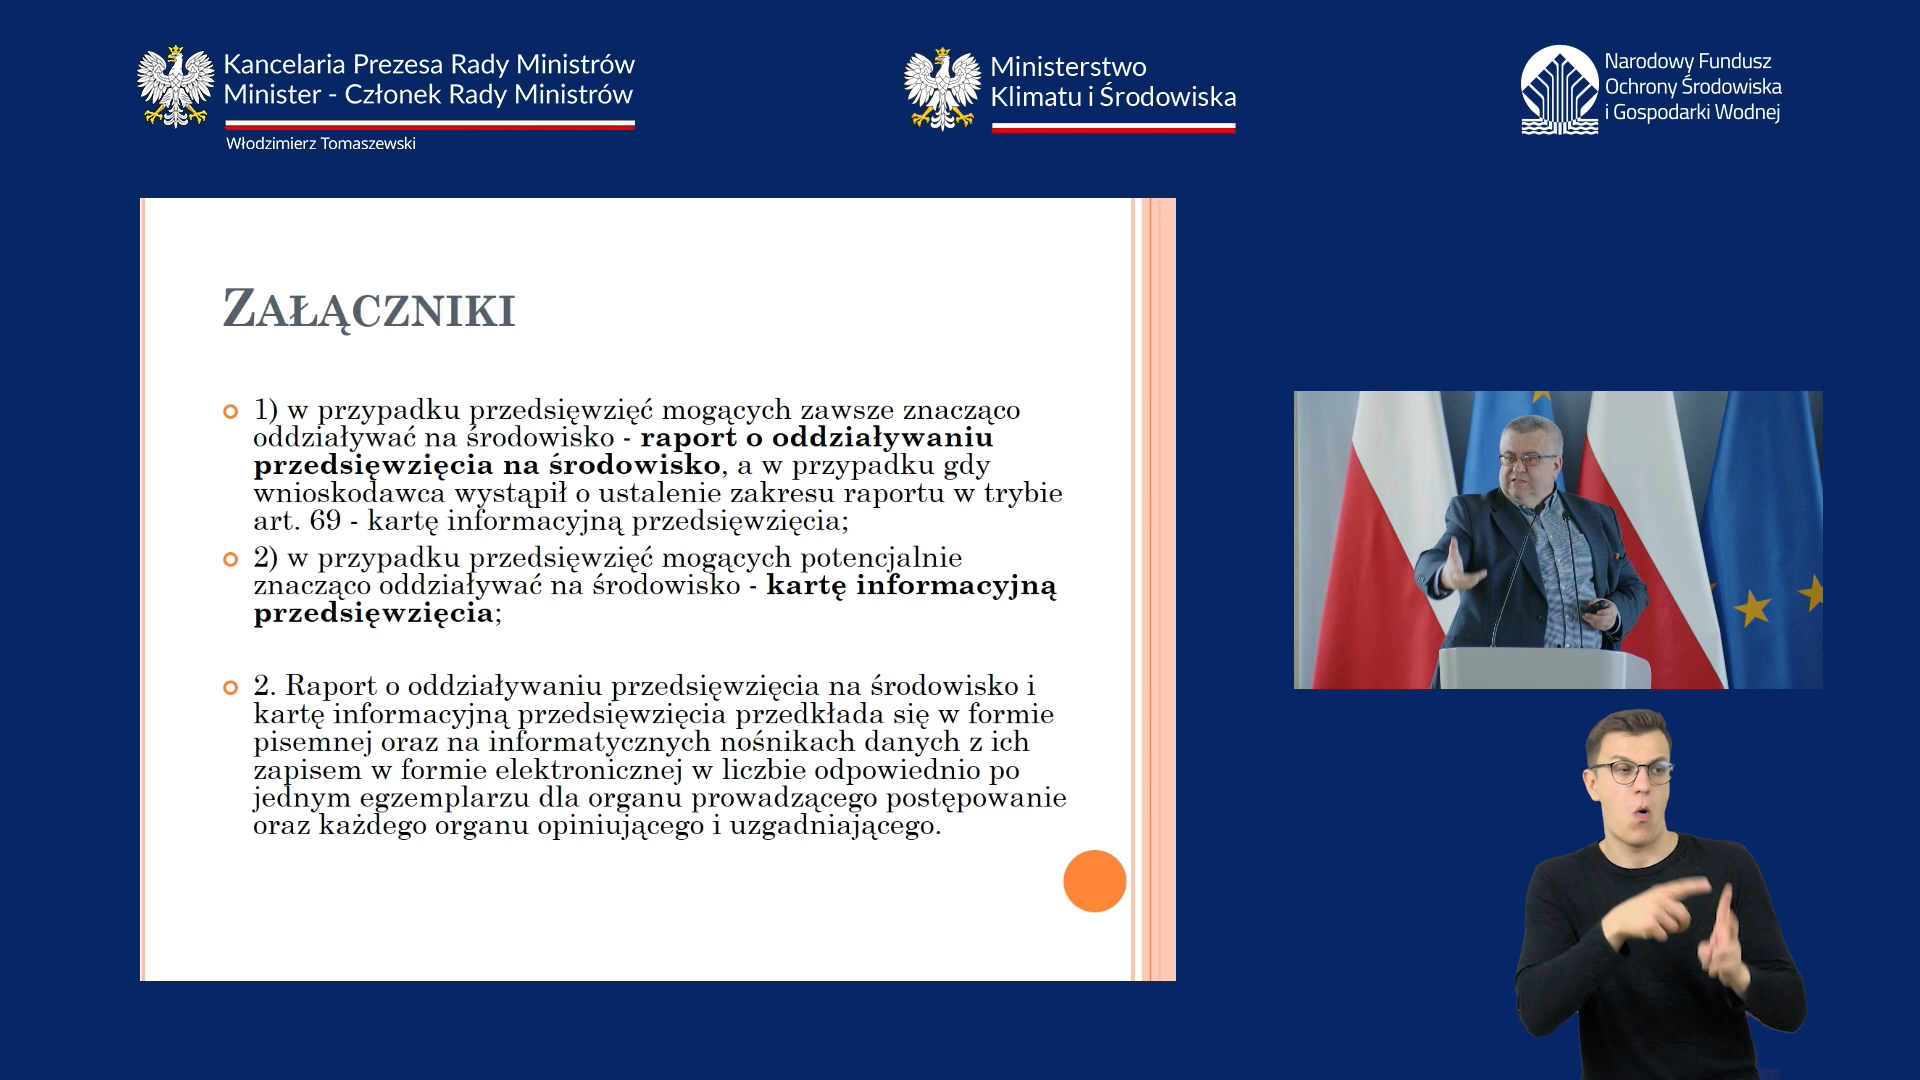 Kancelaria Prezesa Rady Ministrów
Minister - Członek Rady Ministrów
Włodzimierz Tomaszewski
Ministerstwo
Klimatu i Środowiska
Narodowy Fundusz
Ochrony Środowiska
i Gospodarki Wodnej
ZAŁĄCZNIKI
1) w przypadku przedsięwzięć mogących zawsze znacząco
oddziaływać na środowisko - raport o oddziaływaniu
przedsięwzięcia na środowisko, a w przypadku gdy
wnioskodawca wystąpił o ustalenie zakresu raportu w trybie
art. 69 - kartę informacyjną przedsięwzięcia;
2) w przypadku przedsięwzięć mogących potencjalnie
znacząco oddziaływać na środowisko - kartę informacyjną
przedsięwzięcia;
2. Raport o oddziaływaniu przedsięwzięcia na środowisko i
kartę informacyjną przedsięwzięcia przedkłada się w formie
pisemnej oraz na informatycznych nośnikach danych z ich
zapisem w formie elektronicznej w liczbie odpowiednio po
jednym egzemplarzu dla organu prowadzącego postępowanie
oraz każdego organu opiniującego i uzgadniającego.